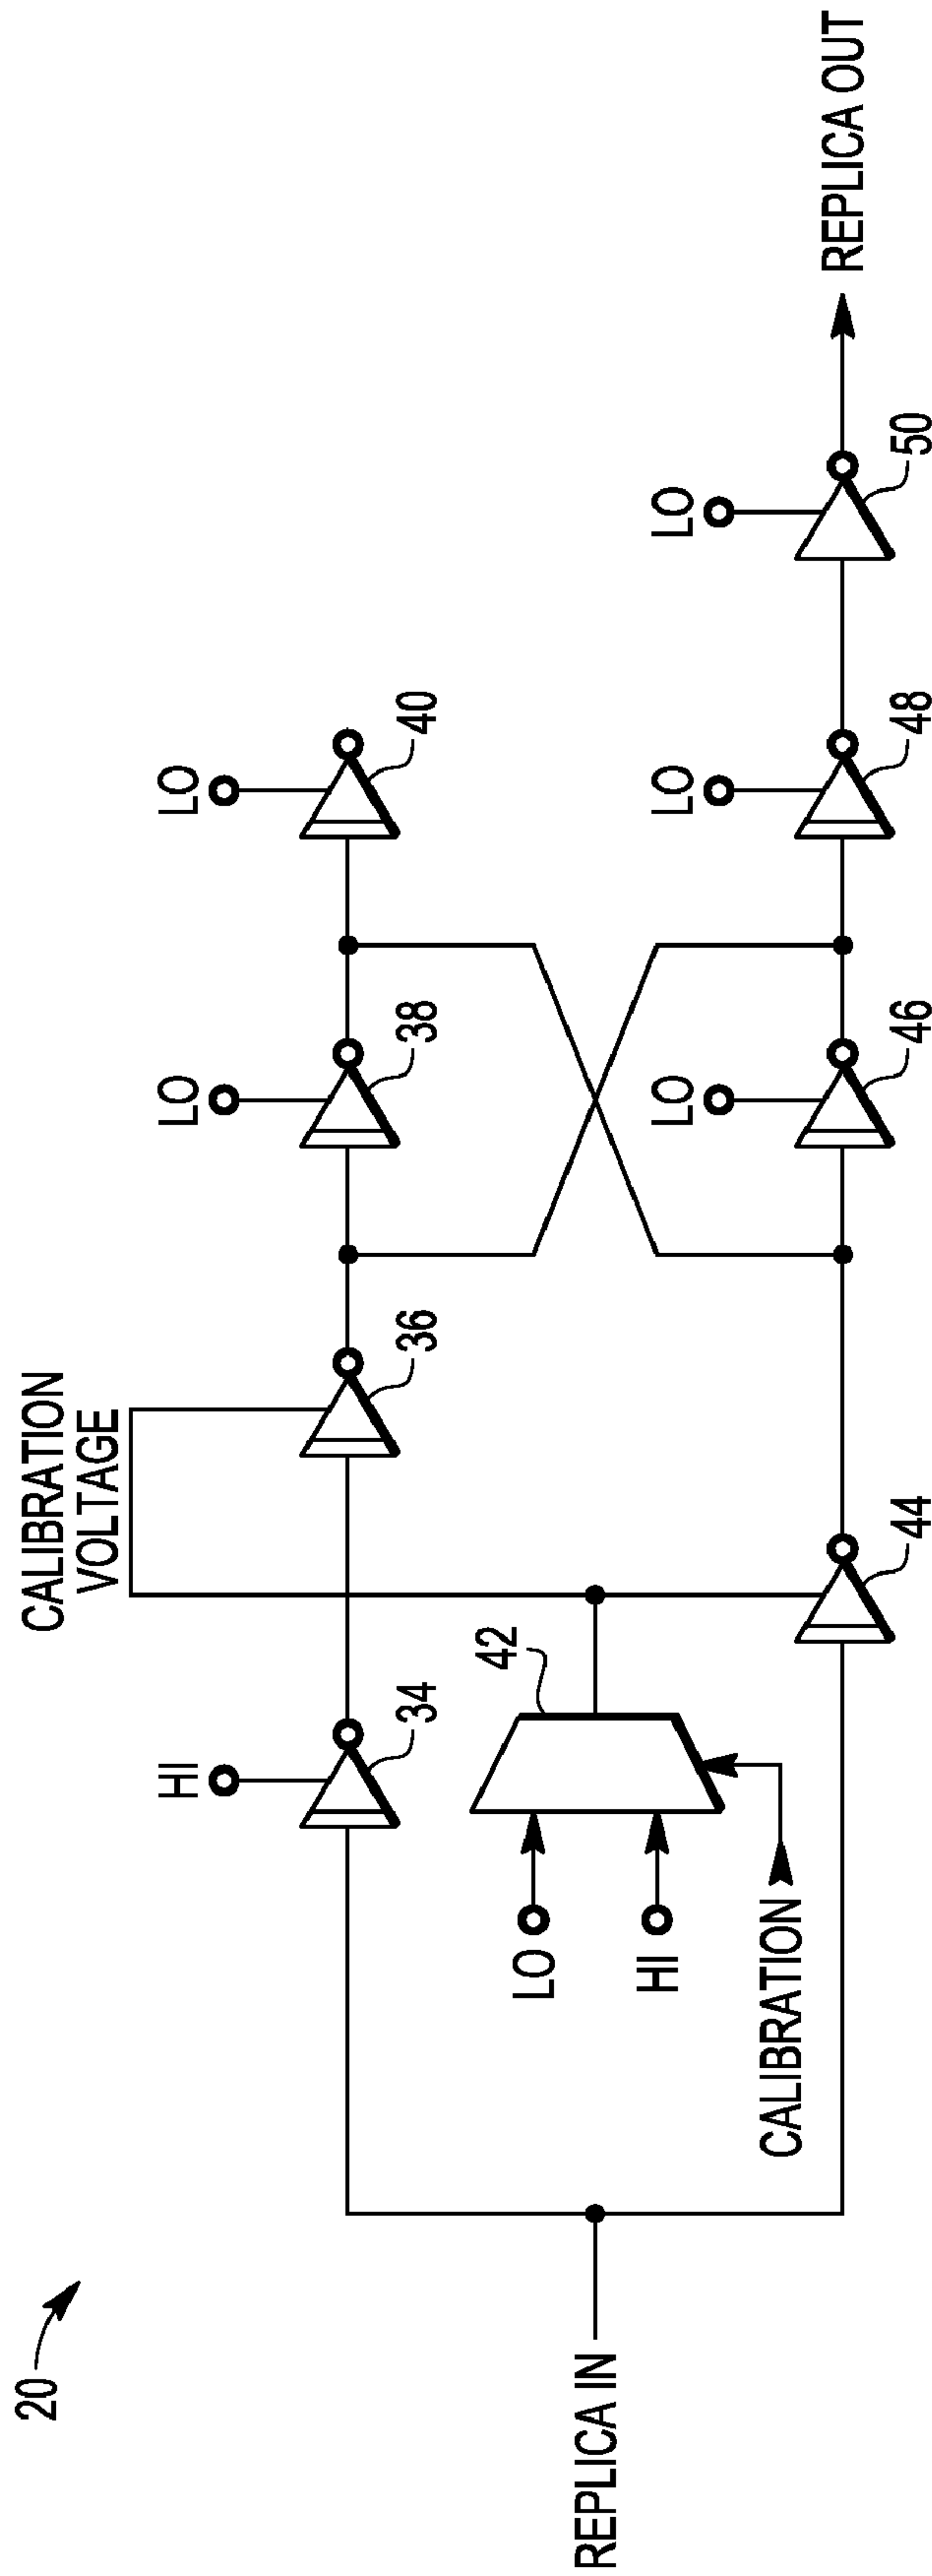 20
CALIBRATION
VOLTAGE
HI
34
36
LO
38
LO
40
42
LO
HI
CALIBRATION
REPLICA IN
44
LO
46
LO
48
LO
50
REPLICA OUT